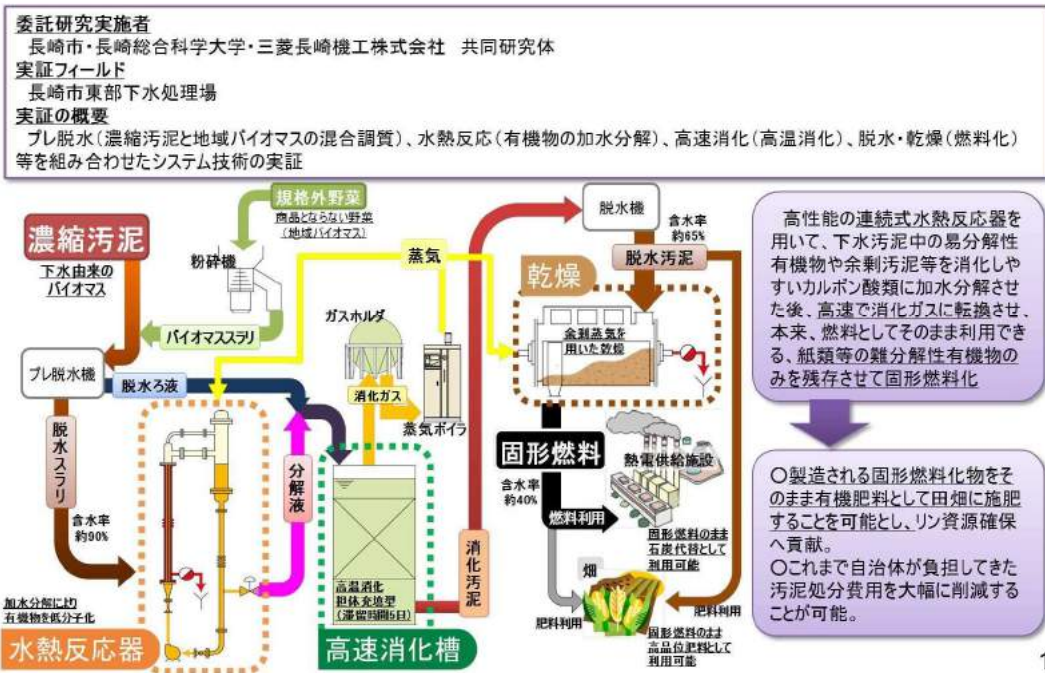 委託研究実施者
長崎市・長崎総合科学大学・三菱長崎機工株式会社　共同研究体
実証フィールド
長崎市東部下水処理場
実証の概要
プレ脱水（濃縮汚泥と地域バイオマスの混合調質）、水熱反応（有機物の加水分解）、高速消化（高温消化）、脱水・乾燥（燃料化）
等を組み合わせたシステム技術の実証
濃縮汚泥
下水由来の
バイオマス
規格外野菜
商品とならない野菜
（地域バイオマス）
粉砕機
バイオマススラリ
プレ脱水機
脱水ろ液
脱水スラリ
含水率
約90%
加水分解により
有機物を低分子化
水熱反応器
分解液
ガスホルダ
消化ガス
蒸気
蒸気ボイラ
高温消化
担体充填型
（滞留時間5日）
高速消化槽
消化汚泥
脱水機
含水率
約65%
脱水汚泥
乾燥
余剰蒸気を
用いた乾燥
固形燃料
含水率
約40%
燃料利用
熱電供給施設
固形燃料のまま
石炭代替として
利用可能
畑
肥料利用
肥料利用
固形燃料のまま
高品位肥料として
利用可能
高性能の連続式水熱反応器を
用いて、下水汚泥中の易分解性
有機物や余剰汚泥等を消化しや
すいカルボン酸類に加水分解させ
た後、高速で消化ガスに転換させ、
本来、燃料としてそのまま利用でき
る、紙類等の難分解性有機物の
みを残存させて固形燃料化
○製造される固形燃料化物をそ
のまま有機肥料として田畑に施肥
することを可能とし、リン資源確保
へ貢献。
○これまで自治体が負担してきた
汚泥処分費用を大幅に削減する
ことが可能。
1